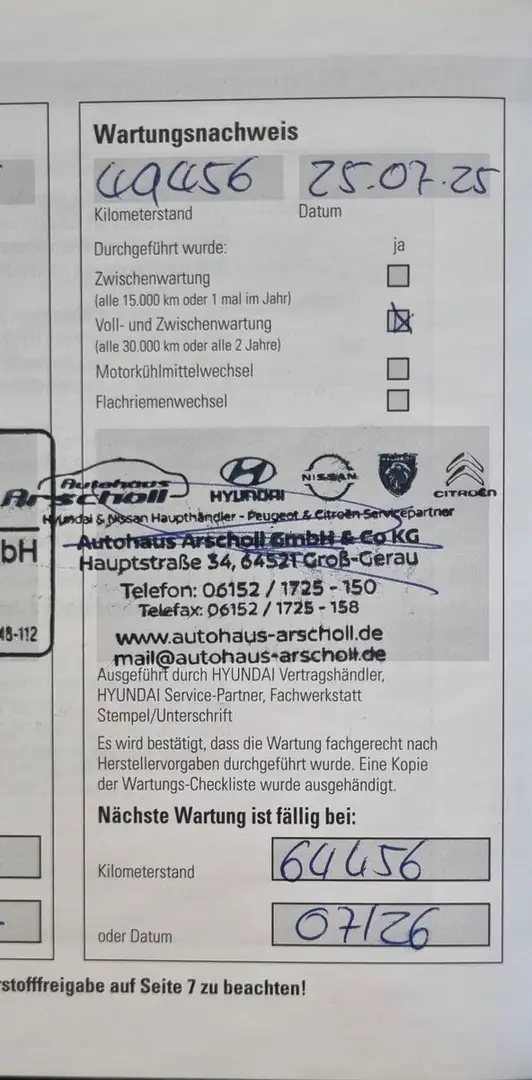 Wartungsnachweis
49456 25.07.25
Kilometerstand Datum
Durchgeführt wurde: ja
Zwischenwartung
(alle 15.000 km oder 1 mal im Jahr)
Voll- und Zwischenwartung
(alle 30.000 km oder alle 2 Jahre)
Motorkühlmittelwechsel
Flachriemenwechsel
Autohaus
Arscholl HYUNDAI NISSAN CITROËN
Hyundai & Nissan Haupthändler - Peugeot & Citroën Servicepartner
bH
Autohaus Arscholl GmbH & Co KG
Hauptstraße 34, 64521 Groß-Gerau
Telefon: 06152 / 1725 - 150
Telefax: 06152 / 1725 - 158
48-112
www.autohaus-arscholl.de
mail@autohaus-arscholl.de
Ausgeführt durch HYUNDAI Vertragshändler,
HYUNDAI Service-Partner, Fachwerkstatt
Stempel/Unterschrift
Es wird bestätigt, dass die Wartung fachgerecht nach
Herstellervorgaben durchgeführt wurde. Eine Kopie
der Wartungs-Checkliste wurde ausgehändigt.
Nächste Wartung ist fällig bei:
Kilometerstand 64456
oder Datum 07/26
rstofffreigabe auf Seite 7 zu beachten!